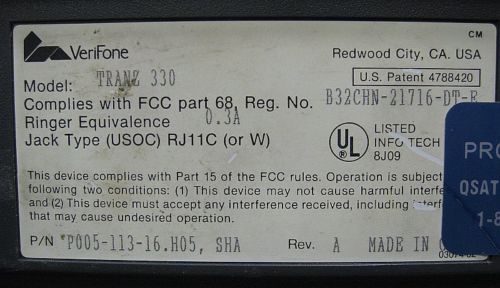 CM
VeriFone
Redwood City, CA. USA
Model: TRANZ 330
U.S. Patent 4788420
Complies with FCC part 68, Reg. No. B32CHN-21716-DT-E
Ringer Equivalence 0.3A
Jack Type (USOC) RJ11C (or W)
UL
LISTED
INFO TECH
8J09
This device complies with Part 15 of the FCC rules. Operation is subject
following two conditions: (1) This device may not cause harmful
and (2) This device must accept any interference received, including
that may cause undesired operation.
PRO
QSAT
1-8
P/N P005-113-16.H05, SHA Rev. A MADE IN